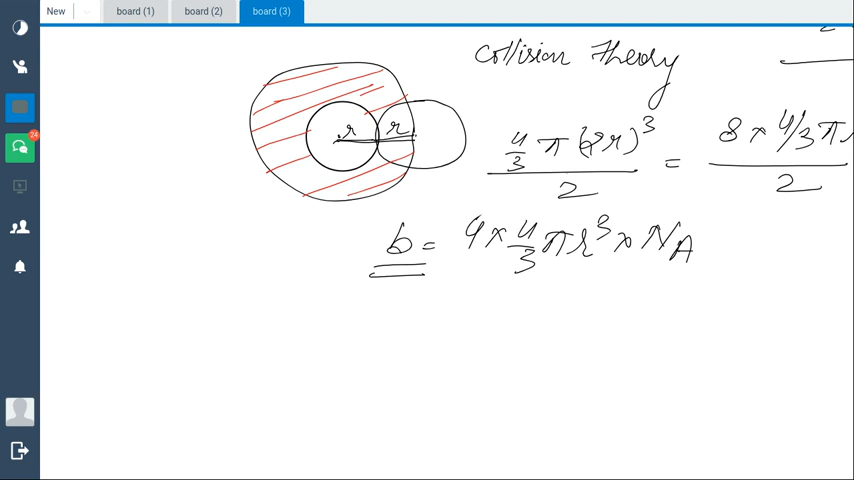 New board (1) board (2) board (3)
24
Collision Theory
r r
4/3 π (2r)³ / 2 = 8 × 4/3 π / 2
b = 4 × 4/3 π r³ × NA